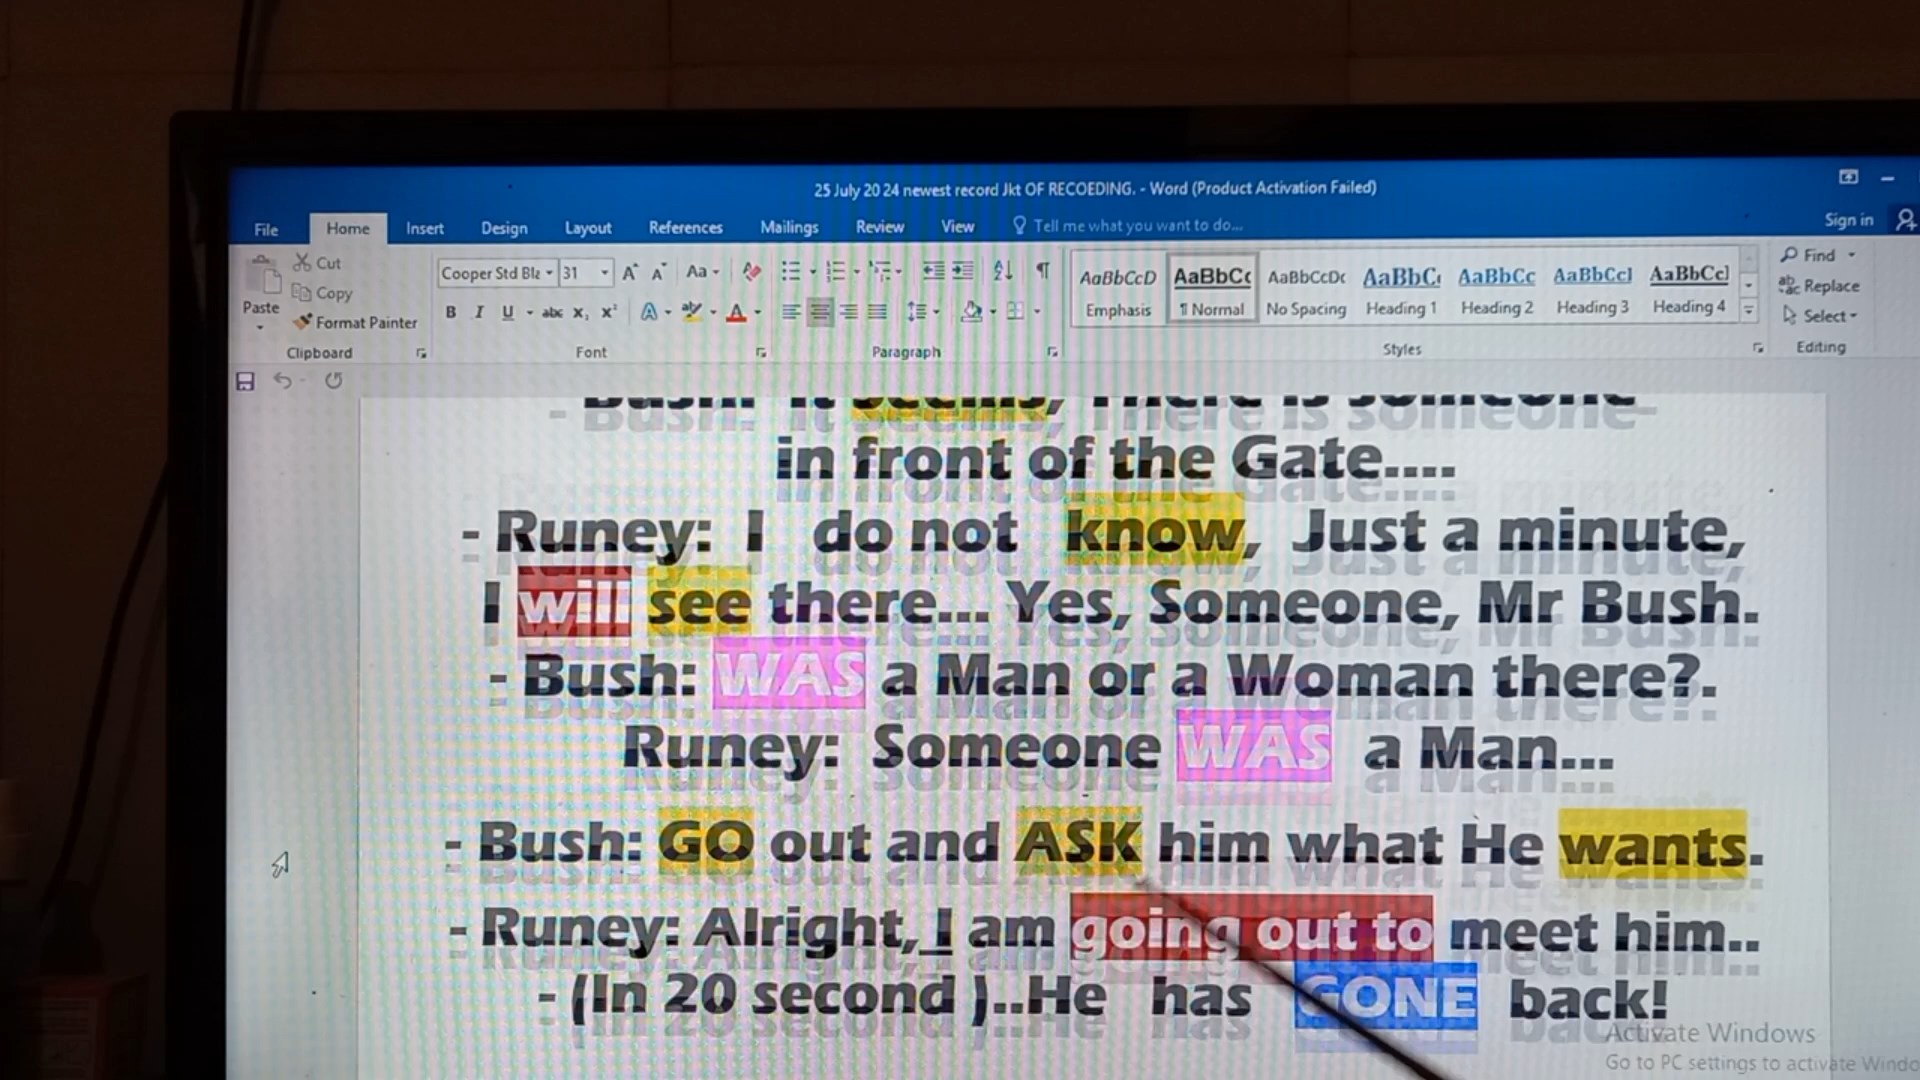 25 July 20 24 newest record Jkt OF RECOEDING. - Word (Product Activation Failed)
File Home Insert Design Layout References Mailings Review View Tell me what you want to do... Sign in
Cut
Copy
Format Painter
Paste
Clipboard
Cooper Std Bla 31
Font
Paragraph
AaBbCcD AaBbCc AaBbCcDc AaBbC AaBbCc AaBbCcl AaBbCcl
Emphasis ¶ Normal No Spacing Heading 1 Heading 2 Heading 3 Heading 4
Styles
Find
Replace
Select
Editing
- Bush: It seems, There is someone
in front of the Gate....
- Runey: I do not know, Just a minute,
I will see there... Yes, Someone, Mr Bush.
- Bush: WAS a Man or a Woman there?.
Runey: Someone WAS a Man...
- Bush: GO out and ASK him what He wants.
- Runey: Alright, I am going out to meet him..
- (In 20 second )..He has GONE back!
Activate Windows
Go to PC settings to activate